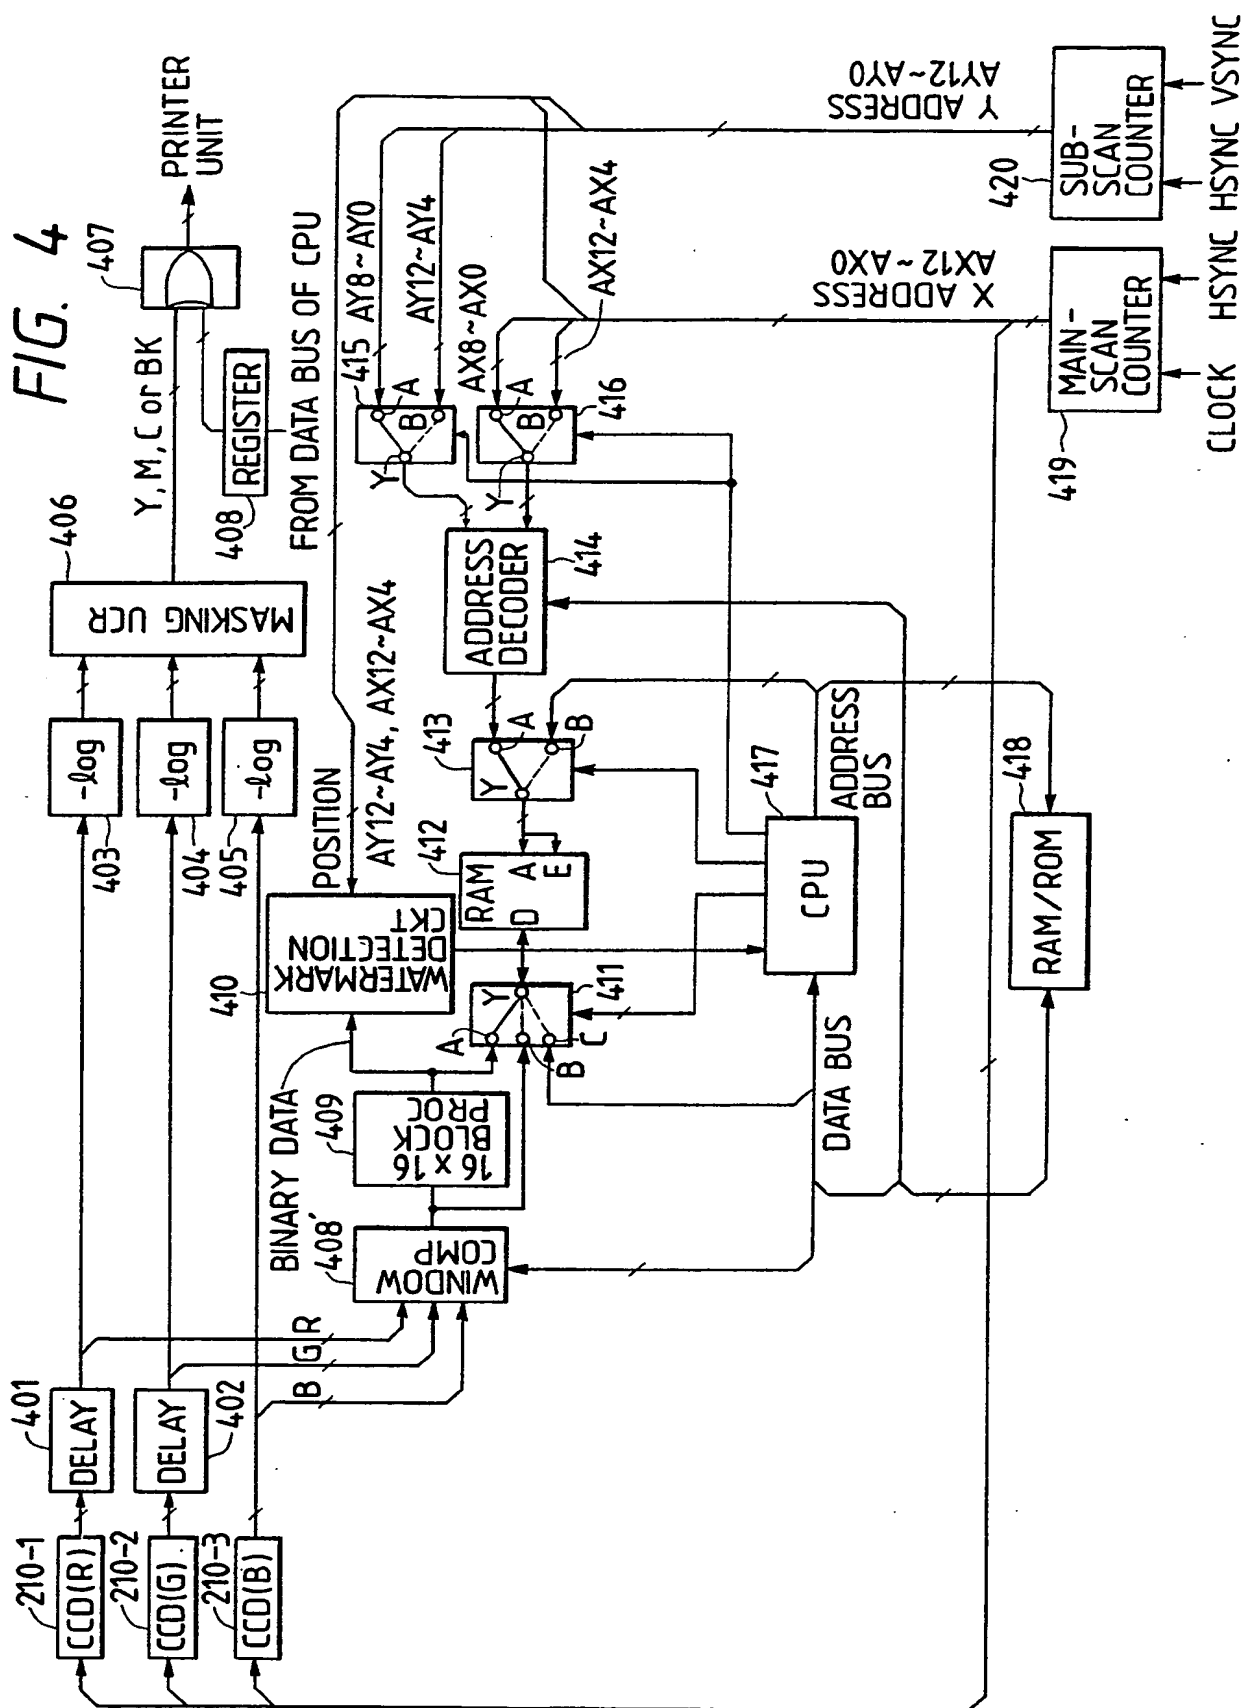 FIG. 4
210-1
CCD(R)
401
DELAY
403
-log
406
MASKING UCR
Y, M, C or BK
407
PRINTER
UNIT
210-2
CCD(G)
402
DELAY
404
-log
408
REGISTER
FROM DATA BUS OF CPU
210-3
CCD(B)
405
-log
B
G
R
BINARY DATA
408'
WINDOW
COMP
409
16 x 16
BLOCK
PROC
410
WATERMARK
DETECTION
CKT
POSITION
AY12~AY4, AX12~AX4
411
A
B
C
Y
412
RAM
D
A
E
413
Y
A
B
414
ADDRESS
DECODER
415
Y
A
B
AY8~AY0
AY12~AY4
416
Y
A
B
AX8~AX0
AX12~AX4
DATA BUS
417
CPU
ADDRESS
BUS
418
RAM/ROM
X ADDRESS
AX12~AX0
Y ADDRESS
AY12~AY0
419
MAIN-
SCAN
COUNTER
420
SUB-
SCAN
COUNTER
CLOCK
HSYNC
HSYNC
VSYNC